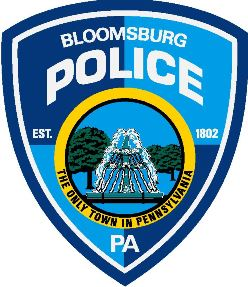 BLOOMSBURG
POLICE
EST. 1802
THE ONLY TOWN IN PENNSYLVANIA
PA